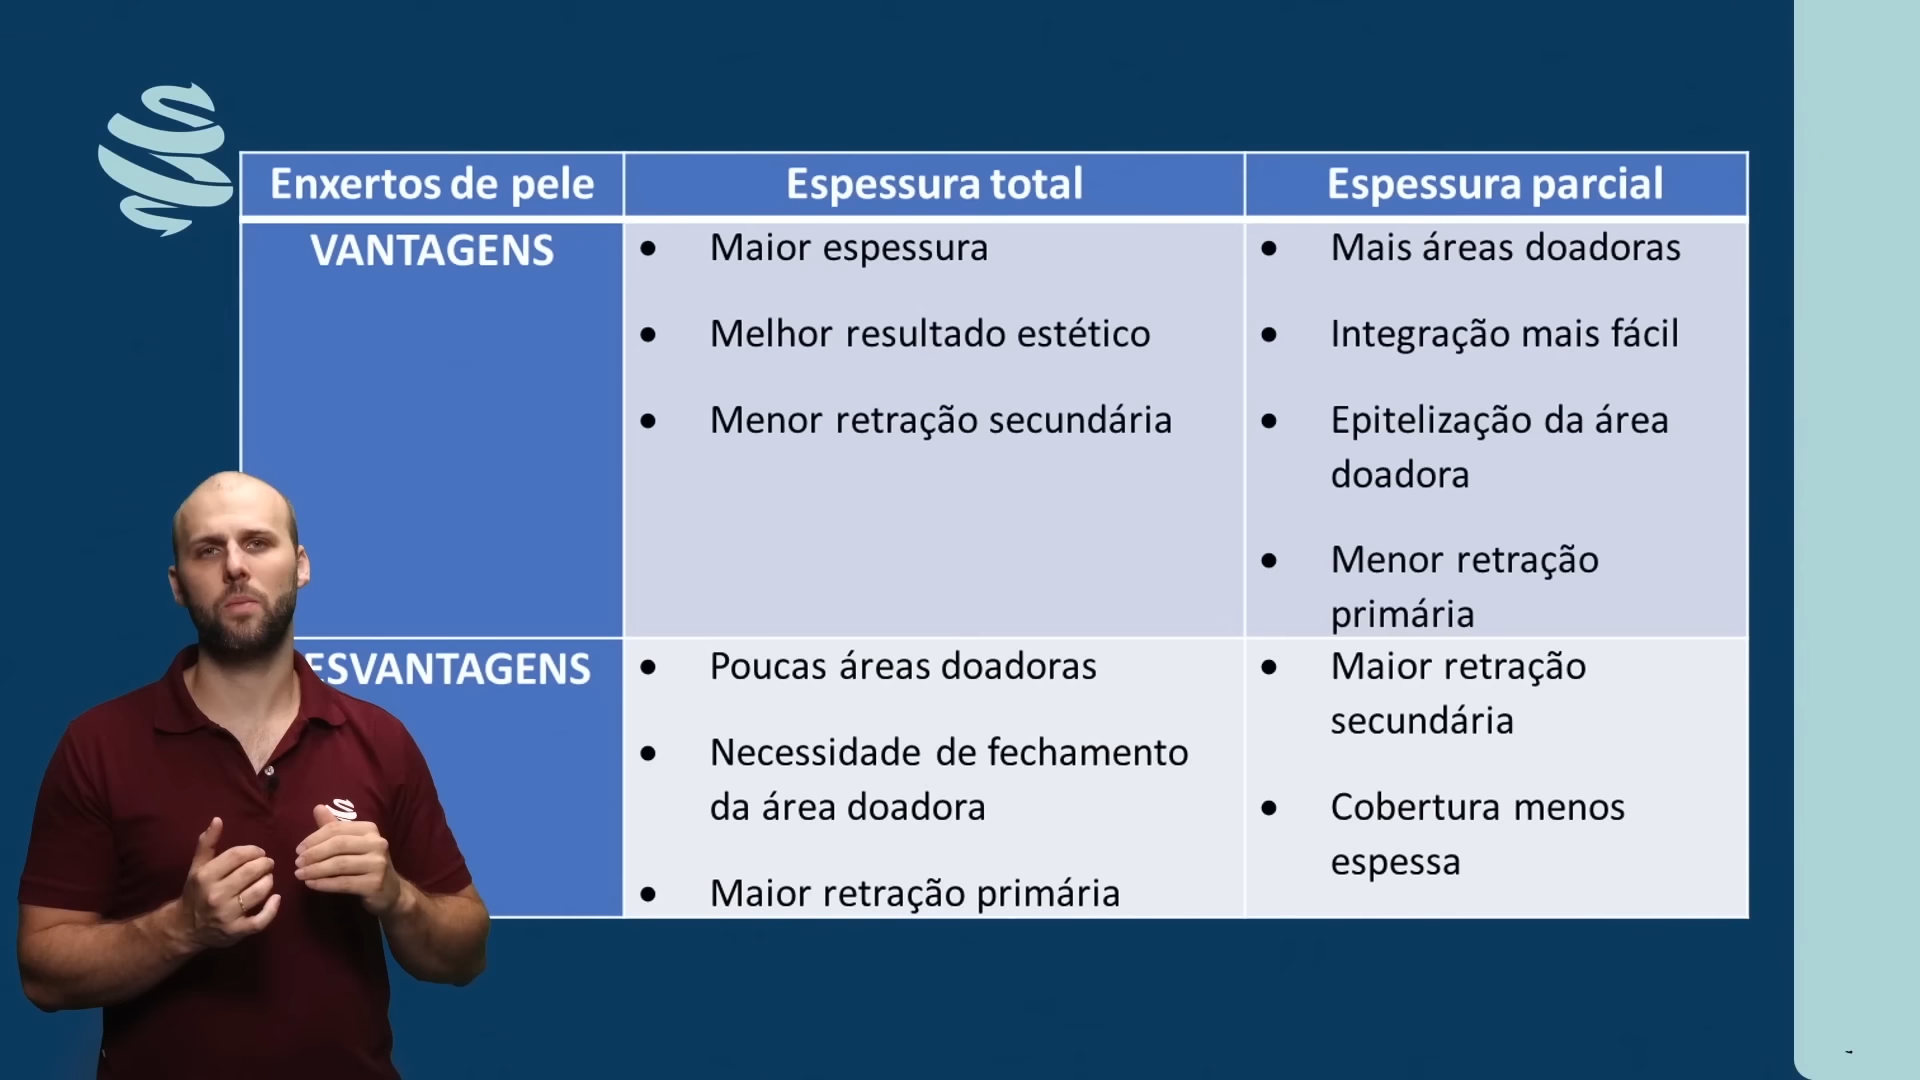 Enxertos de pele
Espessura total
Espessura parcial
VANTAGENS
• Maior espessura
• Melhor resultado estético
• Menor retração secundária
• Mais áreas doadoras
• Integração mais fácil
• Epitelização da área
doadora
• Menor retração
primária
ESVANTAGENS
• Poucas áreas doadoras
• Necessidade de fechamento
da área doadora
• Maior retração primária
• Maior retração
secundária
• Cobertura menos
espessa